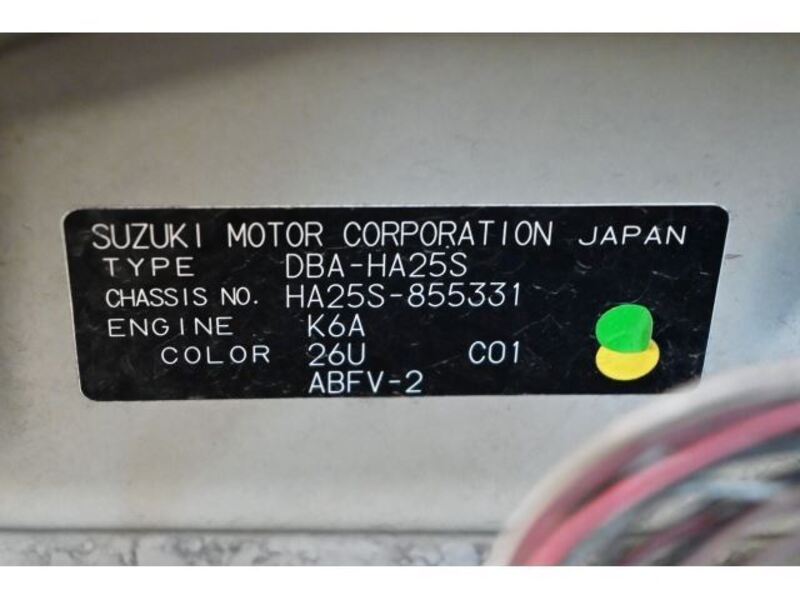 SUZUKI MOTOR CORPORATION JAPAN
TYPE DBA-HA25S
CHASSIS NO. HA25S-855331
ENGINE K6A
COLOR 26U C01
ABFV-2